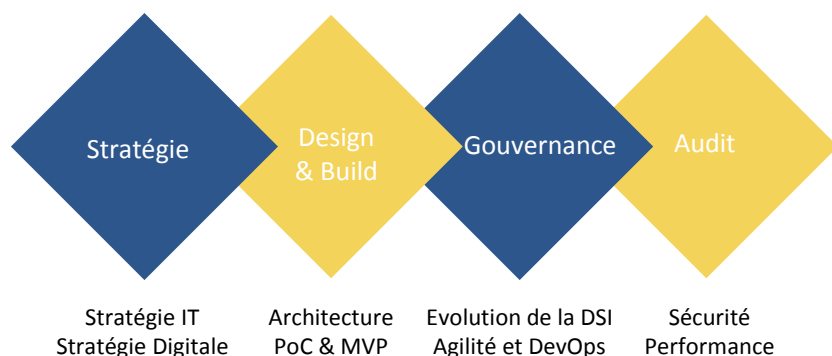 Stratégie
Design
& Build
Gouvernance
Audit
Stratégie IT
Stratégie Digitale
Architecture
PoC & MVP
Evolution de la DSI
Agilité et DevOps
Sécurité
Performance